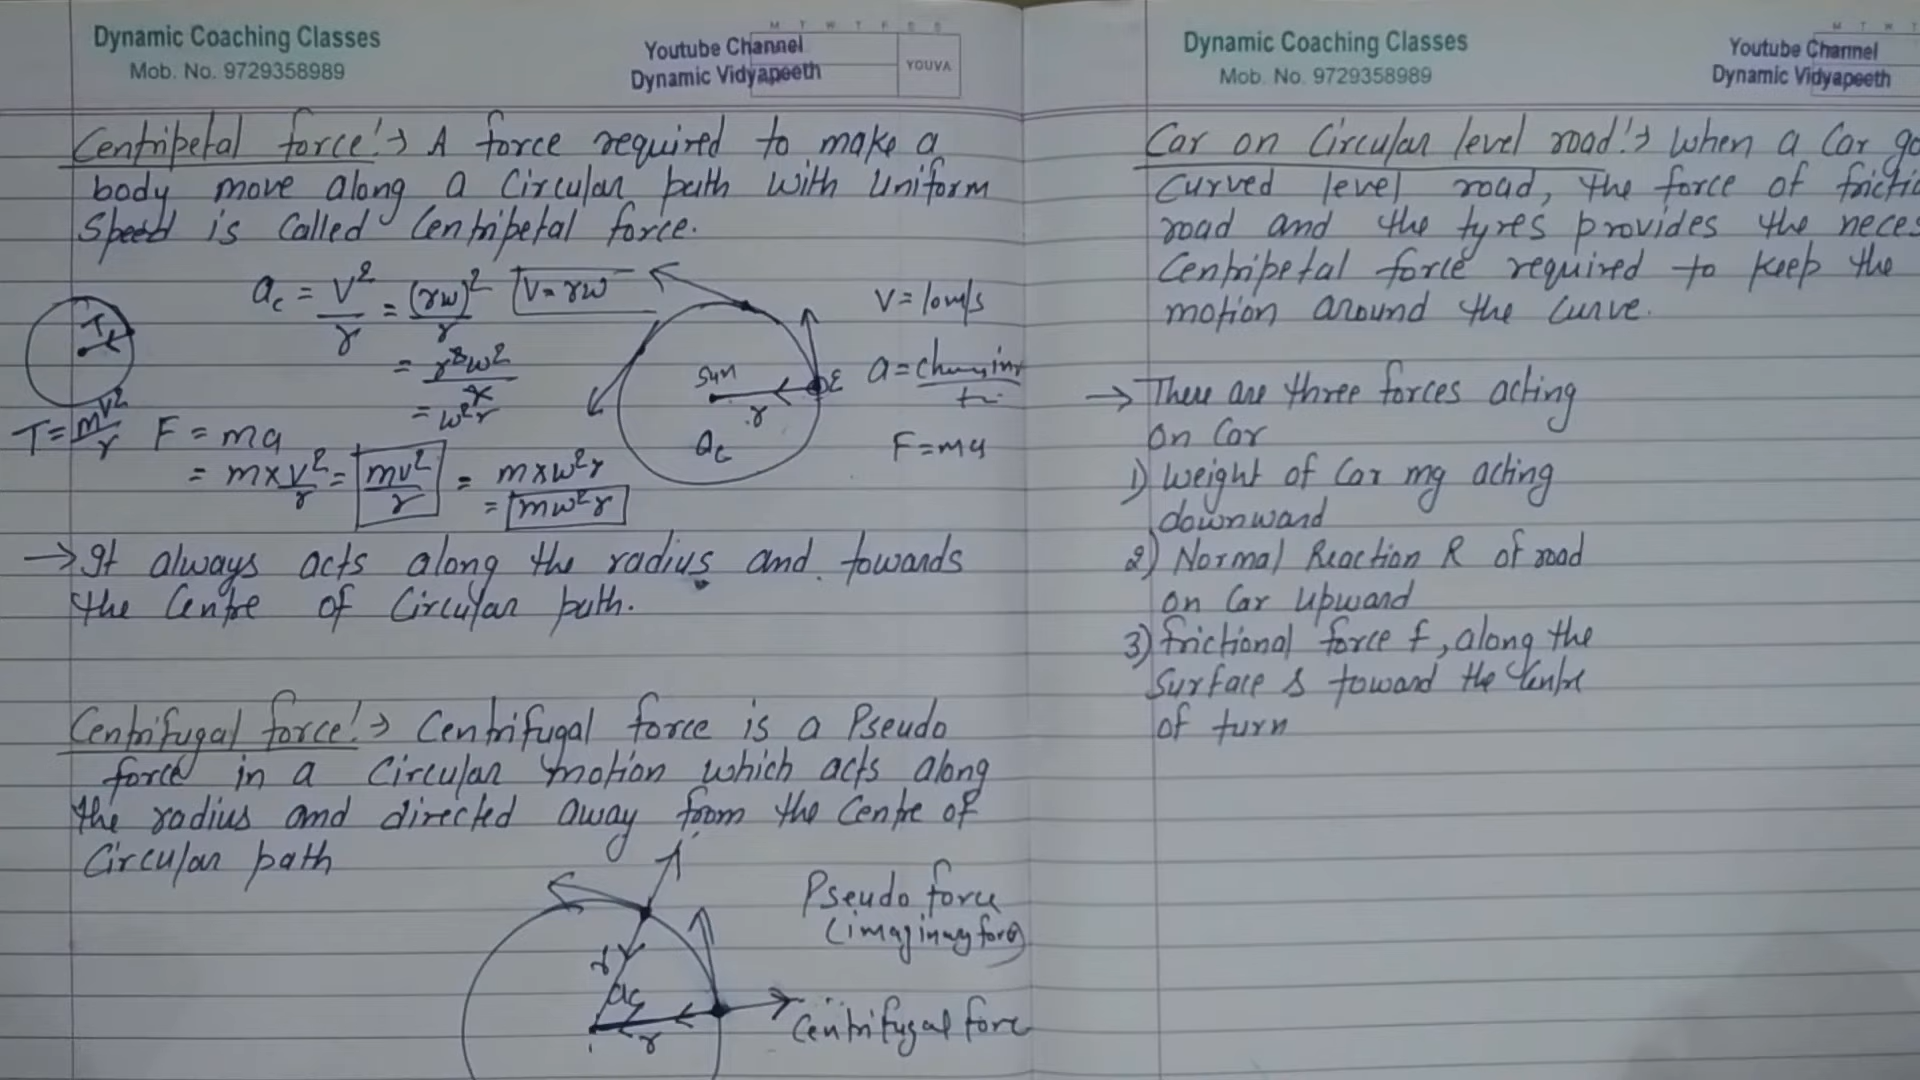 Dynamic Coaching Classes
Mob. No. 9729358989
Youtube Channel
Dynamic Vidyapeeth
M T W T F S S
YOUVA
Centripetal force:→ A force required to make a
body move along a Circular path with Uniform
Speed is Called Centripetal force.
ac = V²/r = (rω)²/r V=rω
= r²ω²/r
= ω²r
T
T = mv²/r
F = ma
= m×V²/r = mv²/r = m×ω²r
= mω²r
Sun
E
r
ac
V = 10m/s
a =
F = ma
→ It always acts along the radius and towards
the Centre of Circular path.
Centrifugal force:→ Centrifugal force is a Pseudo
force in a Circular motion which acts along
the radius and directed away from the Centre of
Circular path
Pseudo force
(imaginary force)
r
ac
r
Centrifugal force
Dynamic Coaching Classes
Mob. No. 9729358989
M T W T
Youtube Channel
Dynamic Vidyapeeth
Car on Circular level road:→ When a Car go
Curved level road, the force of frictio
road and the tyres provides the neces
Centripetal force required to keep the
motion around the Curve.
→ There are three forces acting
on Car
1) Weight of Car mg acting
downward
2) Normal Reaction R of road
on Car Upward
3) frictional force f, along the
Surface & toward the Centre
of turn